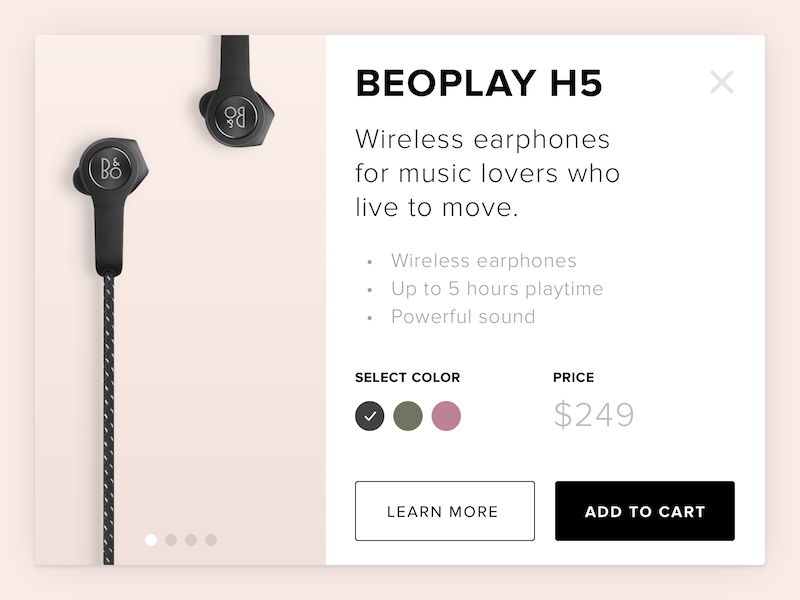 B&O
B&O
BEOPLAY H5
Wireless earphones
for music lovers who
live to move.
• Wireless earphones
• Up to 5 hours playtime
• Powerful sound
SELECT COLOR
PRICE
$249
LEARN MORE
ADD TO CART